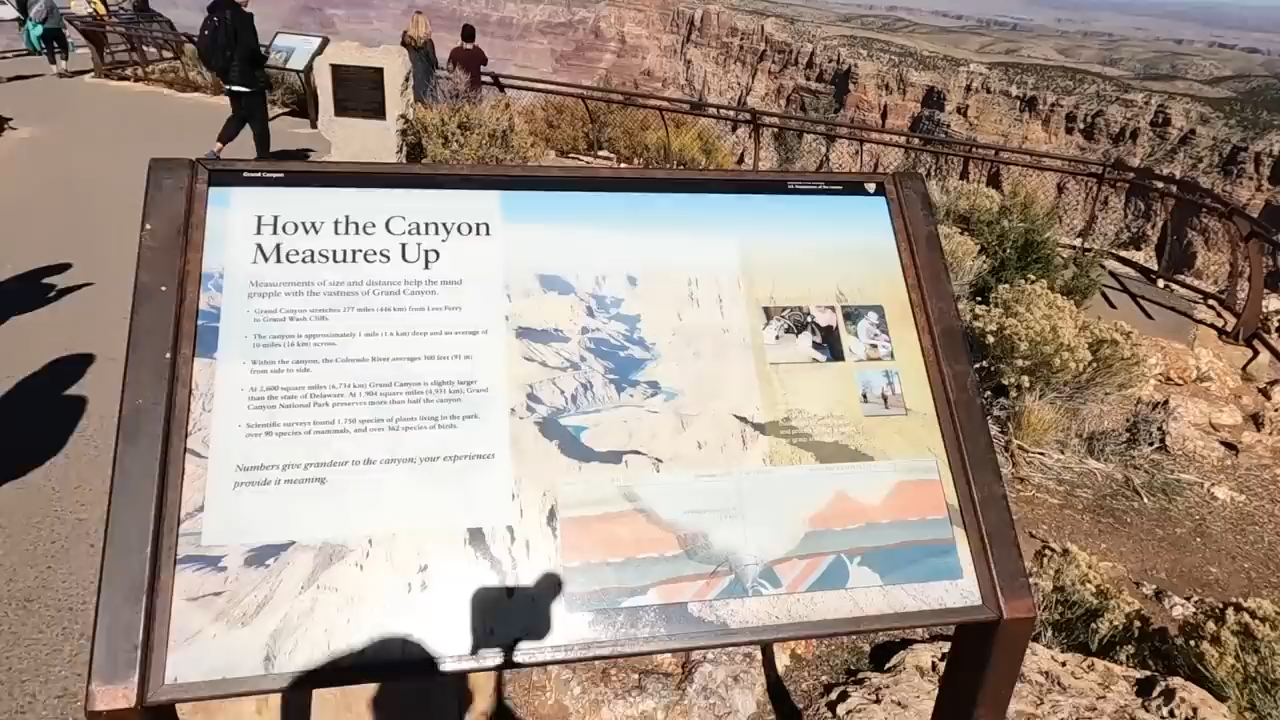 Grand Canyon
U.S. Department of the Interior
How the Canyon
Measures Up
Measurements of size and distance help the mind
grapple with the vastness of Grand Canyon.
• Grand Canyon stretches 277 miles (446 km) from Lees Ferry
to Grand Wash Cliffs.
• The canyon is approximately 1 mile (1.6 km) deep and an average of
10 miles (16 km) across.
• Within the canyon, the Colorado River averages 300 feet (91 m)
from side to side.
• At 2,600 square miles (6,734 km) Grand Canyon is slightly larger
than the state of Delaware. At 1,904 square miles (4,931 km), Grand
Canyon National Park preserves more than half the canyon.
• Scientific surveys found 1,750 species of plants living in the park,
over 90 species of mammals, and over 362 species of birds.
Numbers give grandeur to the canyon; your experiences
provide it meaning.